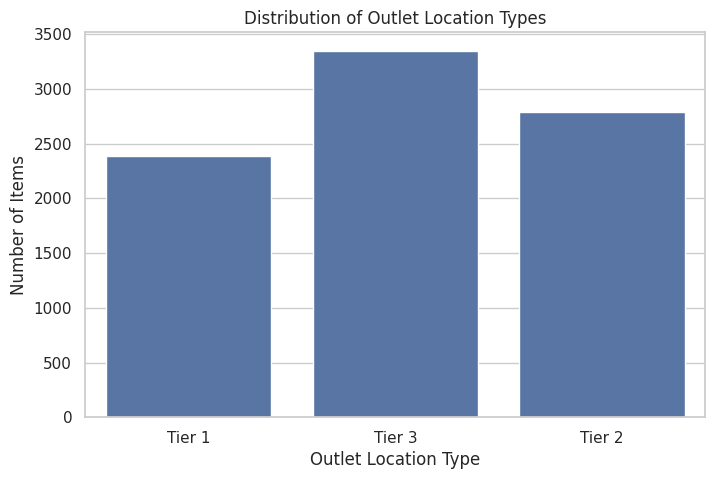 Distribution of Outlet Location Types
3500
3000
2500
2000
1500
1000
500
0
Number of Items
Tier 1
Tier 3
Tier 2
Outlet Location Type